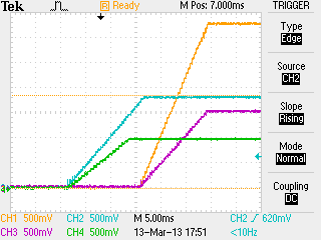 Tek R Ready M Pos: 7.000ms TRIGGER
Type
Edge
Source
CH2
Slope
Rising
Mode
Normal
Coupling
DC
3
CH1 500mV CH2 500mV M 5.00ms CH2 620mV
CH3 500mV CH4 500mV 13-Mar-13 17:51 <10Hz